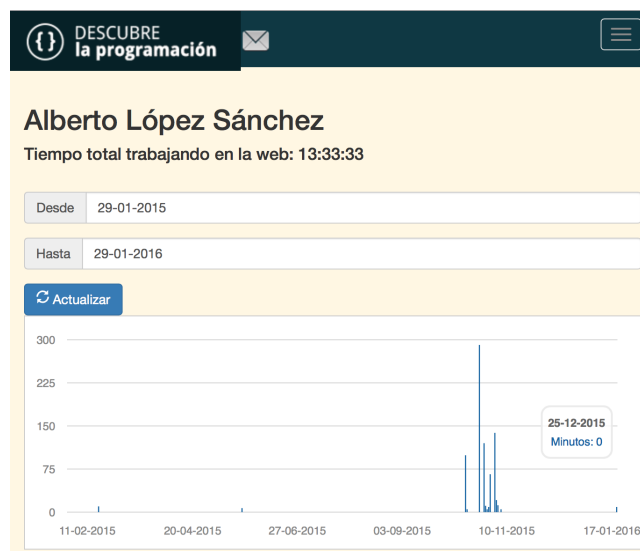 DESCUBRE
la programación
Alberto López Sánchez
Tiempo total trabajando en la web: 13:33:33
Desde 29-01-2015
Hasta 29-01-2016
Actualizar
300
225
150
75
0
25-12-2015
Minutos: 0
11-02-2015 20-04-2015 27-06-2015 03-09-2015 10-11-2015 17-01-2016